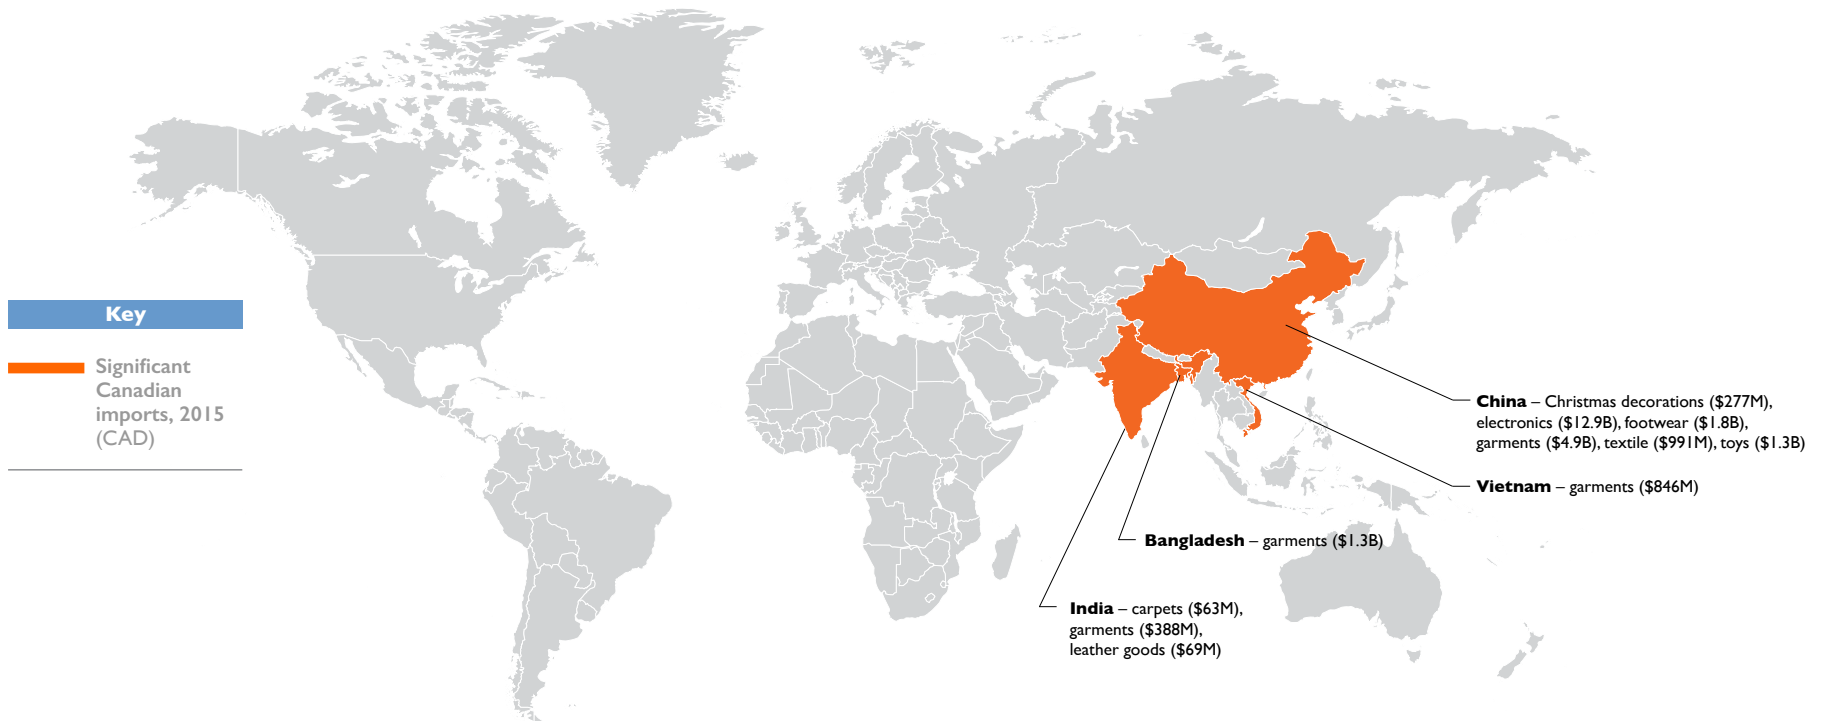 Key
Significant
Canadian
imports, 2015
(CAD)
China – Christmas decorations ($277M),
electronics ($12.9B), footwear ($1.8B),
garments ($4.9B), textile ($991M), toys ($1.3B)
Vietnam – garments ($846M)
Bangladesh – garments ($1.3B)
India – carpets ($63M),
garments ($388M),
leather goods ($69M)